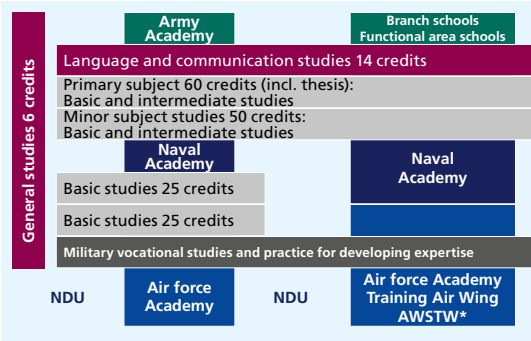 General studies 6 credits
Army
Academy
Branch schools
Functional area schools
Language and communication studies 14 credits
Primary subject 60 credits (incl. thesis):
Basic and intermediate studies
Minor subject studies 50 credits:
Basic and intermediate studies
Naval
Academy
Naval
Academy
Basic studies 25 credits
Basic studies 25 credits
Military vocational studies and practice for developing expertise
NDU
Air force
Academy
NDU
Air force Academy
Training Air Wing
AWSTW*